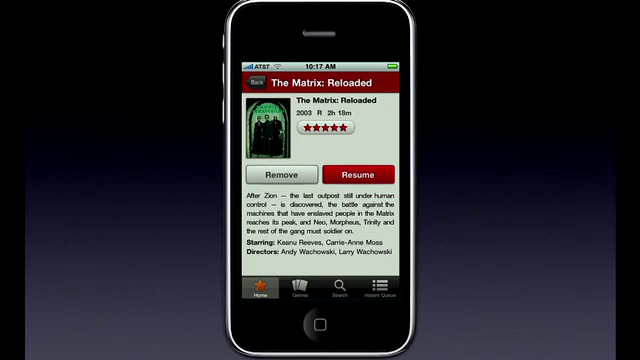 AT&T 10:17 AM
Back The Matrix: Reloaded
The Matrix: Reloaded
2003 R 2h 18m
Remove Resume
After Zion -- the last outpost still under human
control -- is discovered, the battle against the
machines that have enslaved people in the Matrix
reaches its peak, and Neo, Morpheus, Trinity and
the rest of the gang must soldier on.
Starring: Keanu Reeves, Carrie-Anne Moss
Directors: Andy Wachowski, Larry Wachowski
Home Genres Search Instant Queue